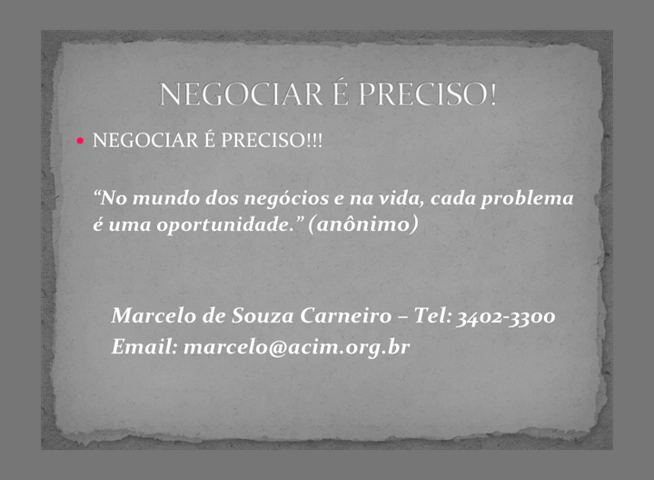 NEGOCIAR É PRECISO!
• NEGOCIAR É PRECISO!!!
“No mundo dos negócios e na vida, cada problema
é uma oportunidade.” (anônimo)
Marcelo de Souza Carneiro – Tel: 3402-3300
Email: marcelo@acim.org.br